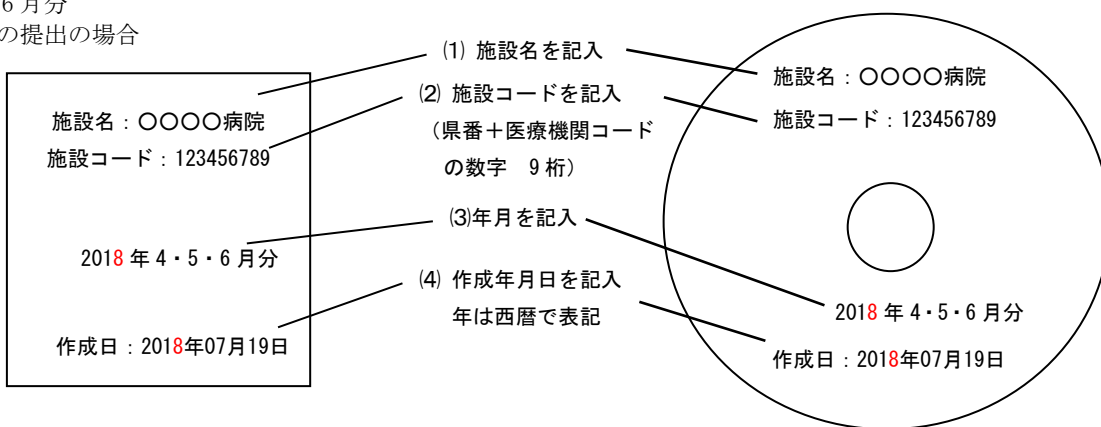 6月分
の提出の場合
施設名：〇〇〇〇病院
施設コード：123456789
2018 年 4・5・6 月分
作成日：2018年07月19日
(1) 施設名を記入
(2) 施設コードを記入
（県番＋医療機関コード
の数字　9 桁）
(3)年月を記入
(4) 作成年月日を記入
年は西暦で表記
施設名：〇〇〇〇病院
施設コード：123456789
2018 年 4・5・6 月分
作成日：2018年07月19日